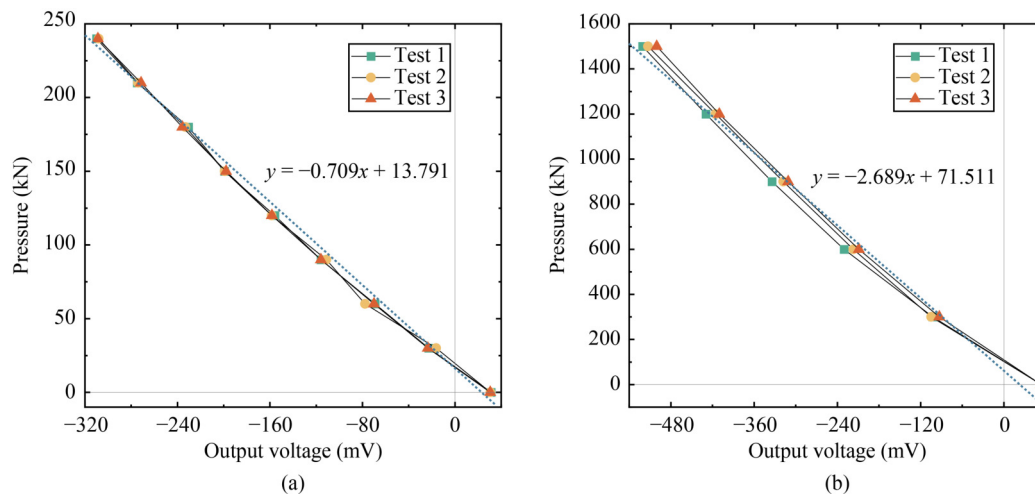 250
200
150
100
50
0
Pressure (kN)
−320
−240
−160
−80
0
Output voltage (mV)
Test 1
Test 2
Test 3
y = −0.709x + 13.791
(a)
1600
1400
1200
1000
800
600
400
200
0
Pressure (kN)
−480
−360
−240
−120
0
Output voltage (mV)
Test 1
Test 2
Test 3
y = −2.689x + 71.511
(b)